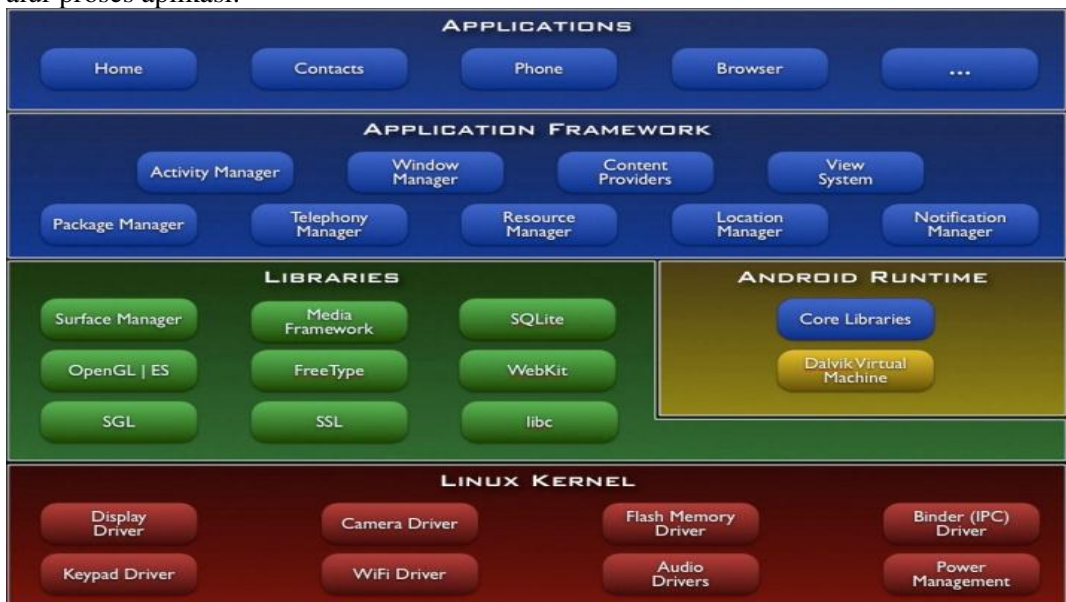 alur proses aplikasi.
APPLICATIONS
Home Contacts Phone Browser ...
APPLICATION FRAMEWORK
Activity Manager
Window
Manager
Content
Providers
View
System
Package Manager
Telephony
Manager
Resource
Manager
Location
Manager
Notification
Manager
LIBRARIES
Surface Manager
Media
Framework
SQLite
OpenGL | ES
FreeType
WebKit
SGL
SSL
libc
ANDROID RUNTIME
Core Libraries
Dalvik Virtual
Machine
LINUX KERNEL
Display
Driver
Camera Driver
Flash Memory
Driver
Binder (IPC)
Driver
Keypad Driver
WiFi Driver
Audio
Drivers
Power
Management